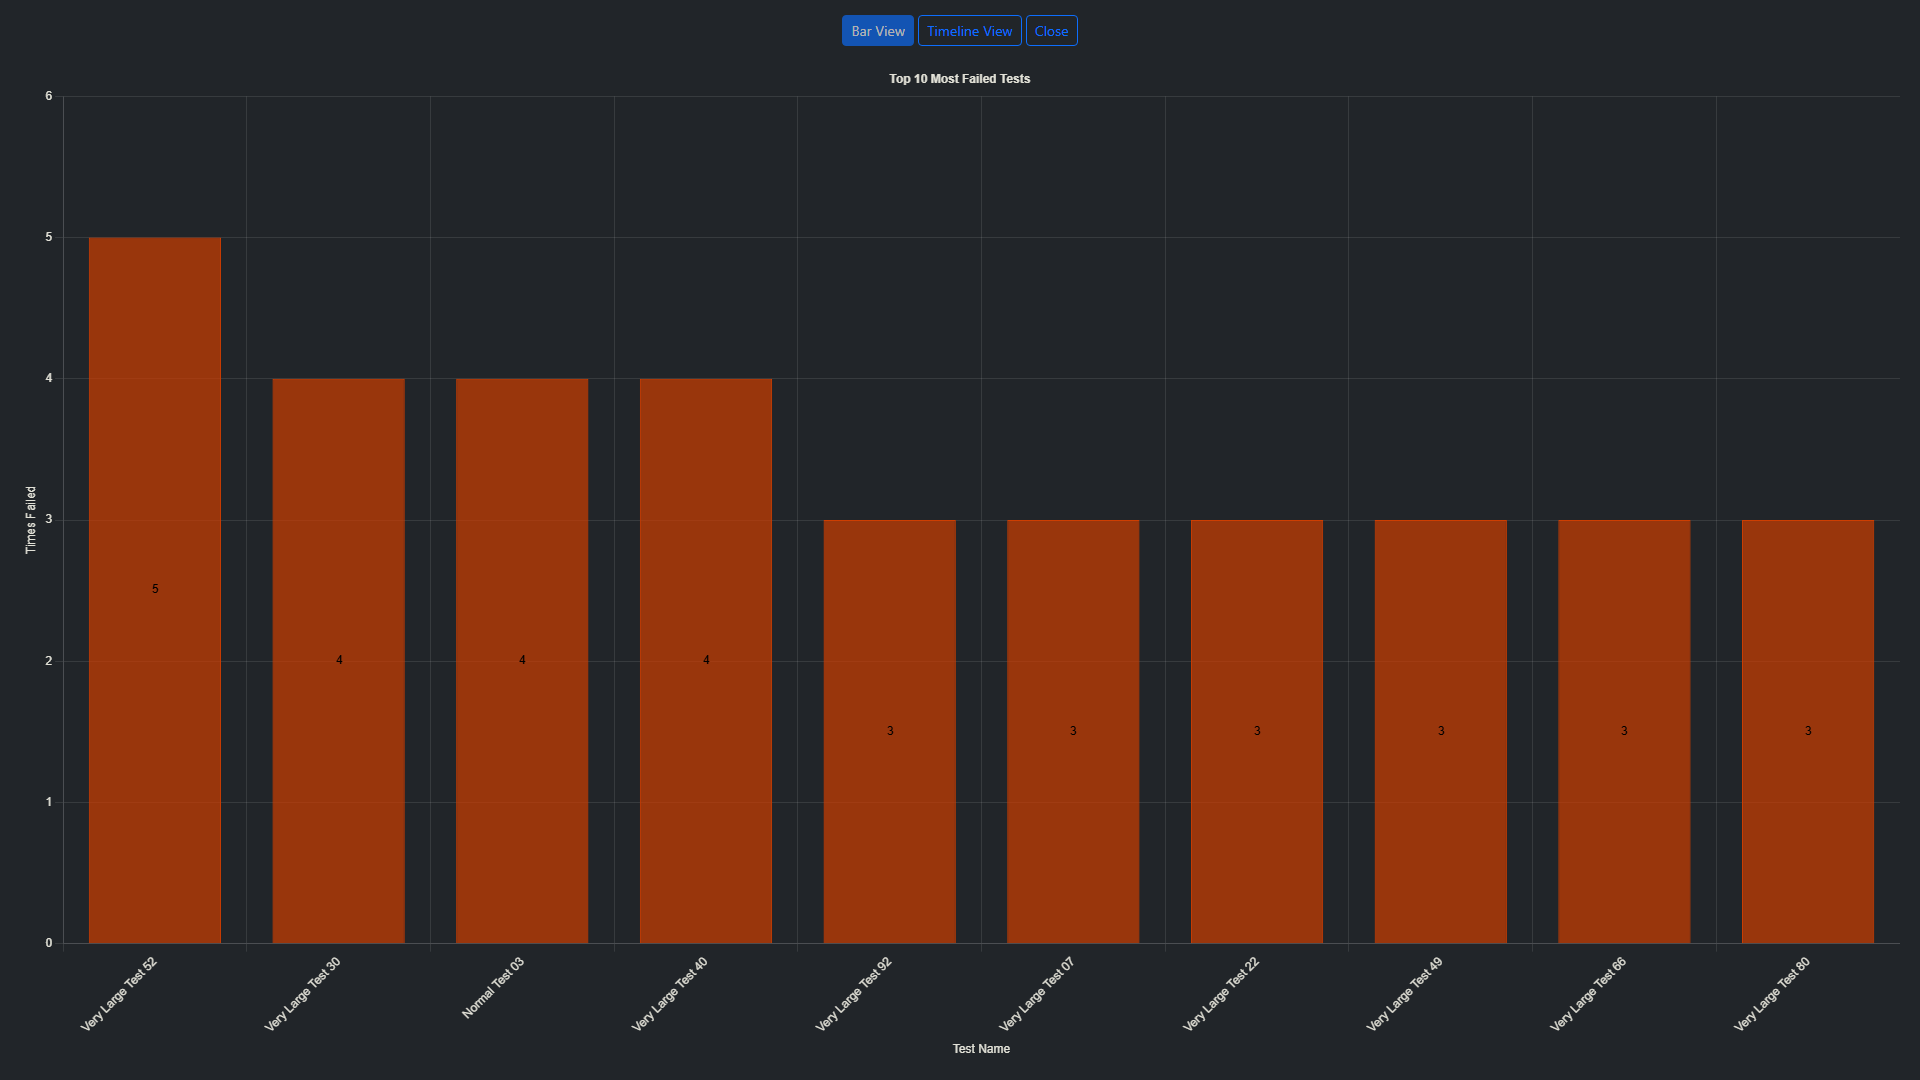 Bar View Timeline View Close
Top 10 Most Failed Tests
6
5
4
3
2
1
0
Times Failed
5 4 4 4 3 3 3 3 3 3
Very Large Test 52
Very Large Test 30
Normal Test 03
Very Large Test 40
Very Large Test 92
Very Large Test 07
Very Large Test 22
Very Large Test 49
Very Large Test 66
Very Large Test 80
Test Name